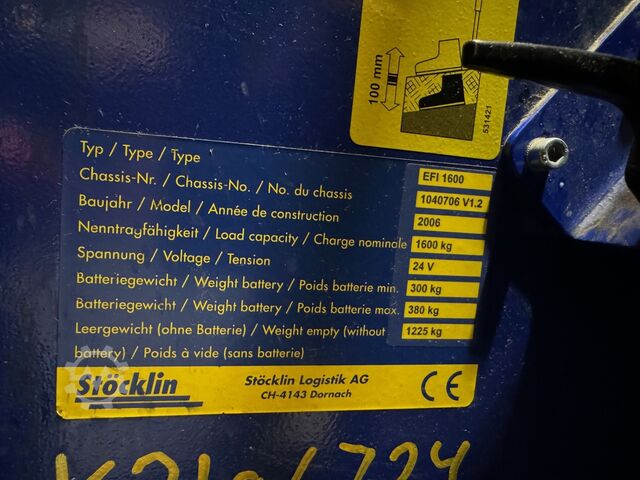 100 mm
531421
Typ / Type / Type EFI 1600
Chassis-Nr. / Chassis-No. / No. du chassis 1040706 V1.2
Baujahr / Model / Année de construction 2006
Nenntrayfähigkeit / Load capacity / Charge nominale 1600 kg
Spannung / Voltage / Tension 24 V
Batteriegewicht / Weight battery / Poids batterie min. 300 kg
Batteriegewicht / Weight battery / Poids batterie max. 380 kg
Leergewicht (ohne Batterie) / Weight empty (without 1225 kg
battery) / Poids à vide (sans batterie)
Stöcklin
Stöcklin Logistik AG
CH-4143 Dornach
CE